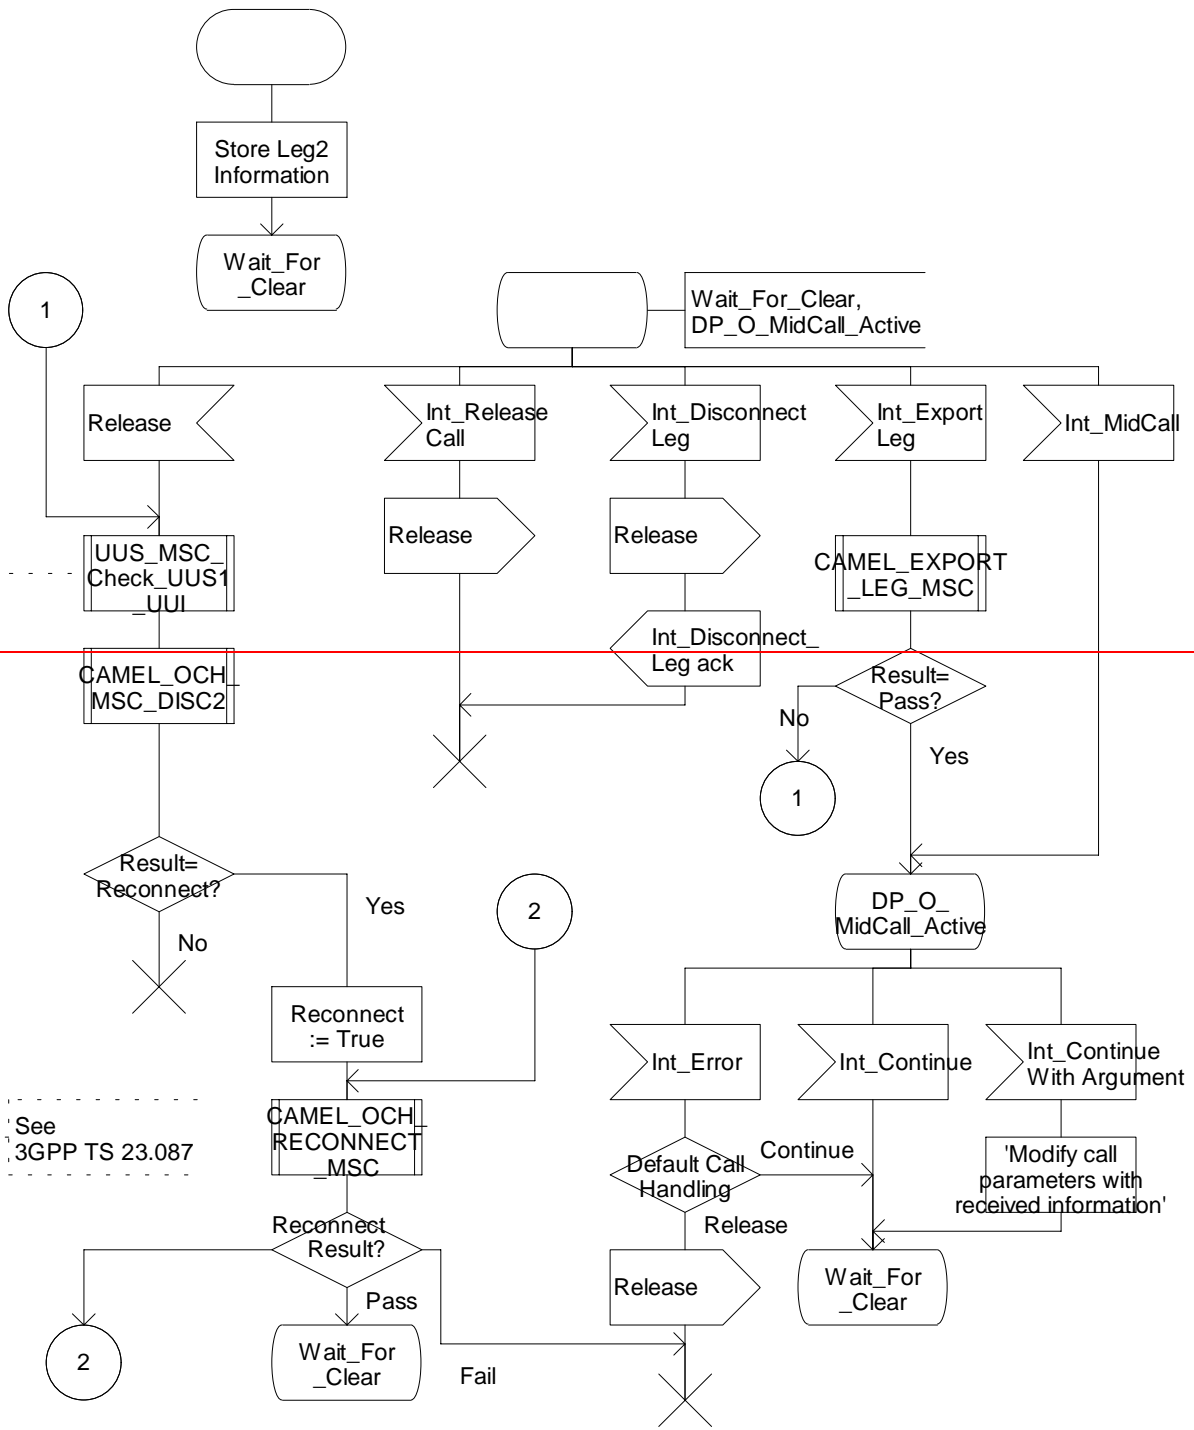 Store Leg2
Information
Wait_For
_Clear
1
Wait_For_Clear,
DP_O_MidCall_Active
Release
Int_Release
Call
Int_Disconnect
Leg
Int_Export
Leg
Int_MidCall
Release
Release
UUS_MSC_
Check_UUS1
_UUI
CAMEL_EXPORT
_LEG_MSC
Int_Disconnect_
Leg ack
CAMEL_OCH_
MSC_DISC2
Result=
Pass?
No
Yes
1
Result=
Reconnect?
Yes
No
2
DP_O_
MidCall_Active
Reconnect
:= True
Int_Error
Int_Continue
Int_Continue
With Argument
See
3GPP TS 23.087
CAMEL_OCH_
RECONNECT
_MSC
Default Call
Handling
Continue
'Modify call
parameters with
received information'
Release
Reconnect
Result?
Release
Wait_For
_Clear
Pass
2
Wait_For
_Clear
Fail